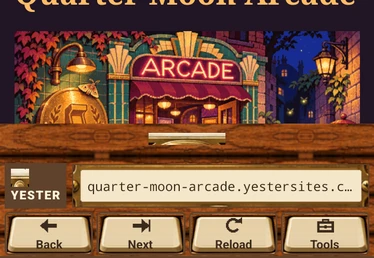 Quarter Moon Arcade
ARCADE
YESTER
quarter-moon-arcade.yestersites.c…
Back
Next
Reload
Tools